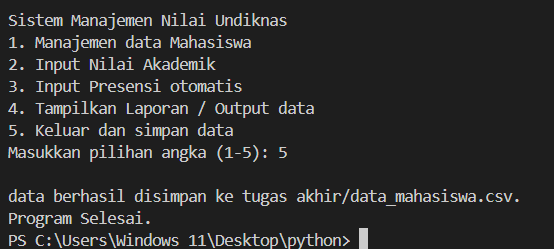 Sistem Manajemen Nilai Undiknas
1. Manajemen data Mahasiswa
2. Input Nilai Akademik
3. Input Presensi otomatis
4. Tampilkan Laporan / Output data
5. Keluar dan simpan data
Masukkan pilihan angka (1-5): 5

data berhasil disimpan ke tugas akhir/data_mahasiswa.csv.
Program Selesai.
PS C:\Users\Windows 11\Desktop\python>